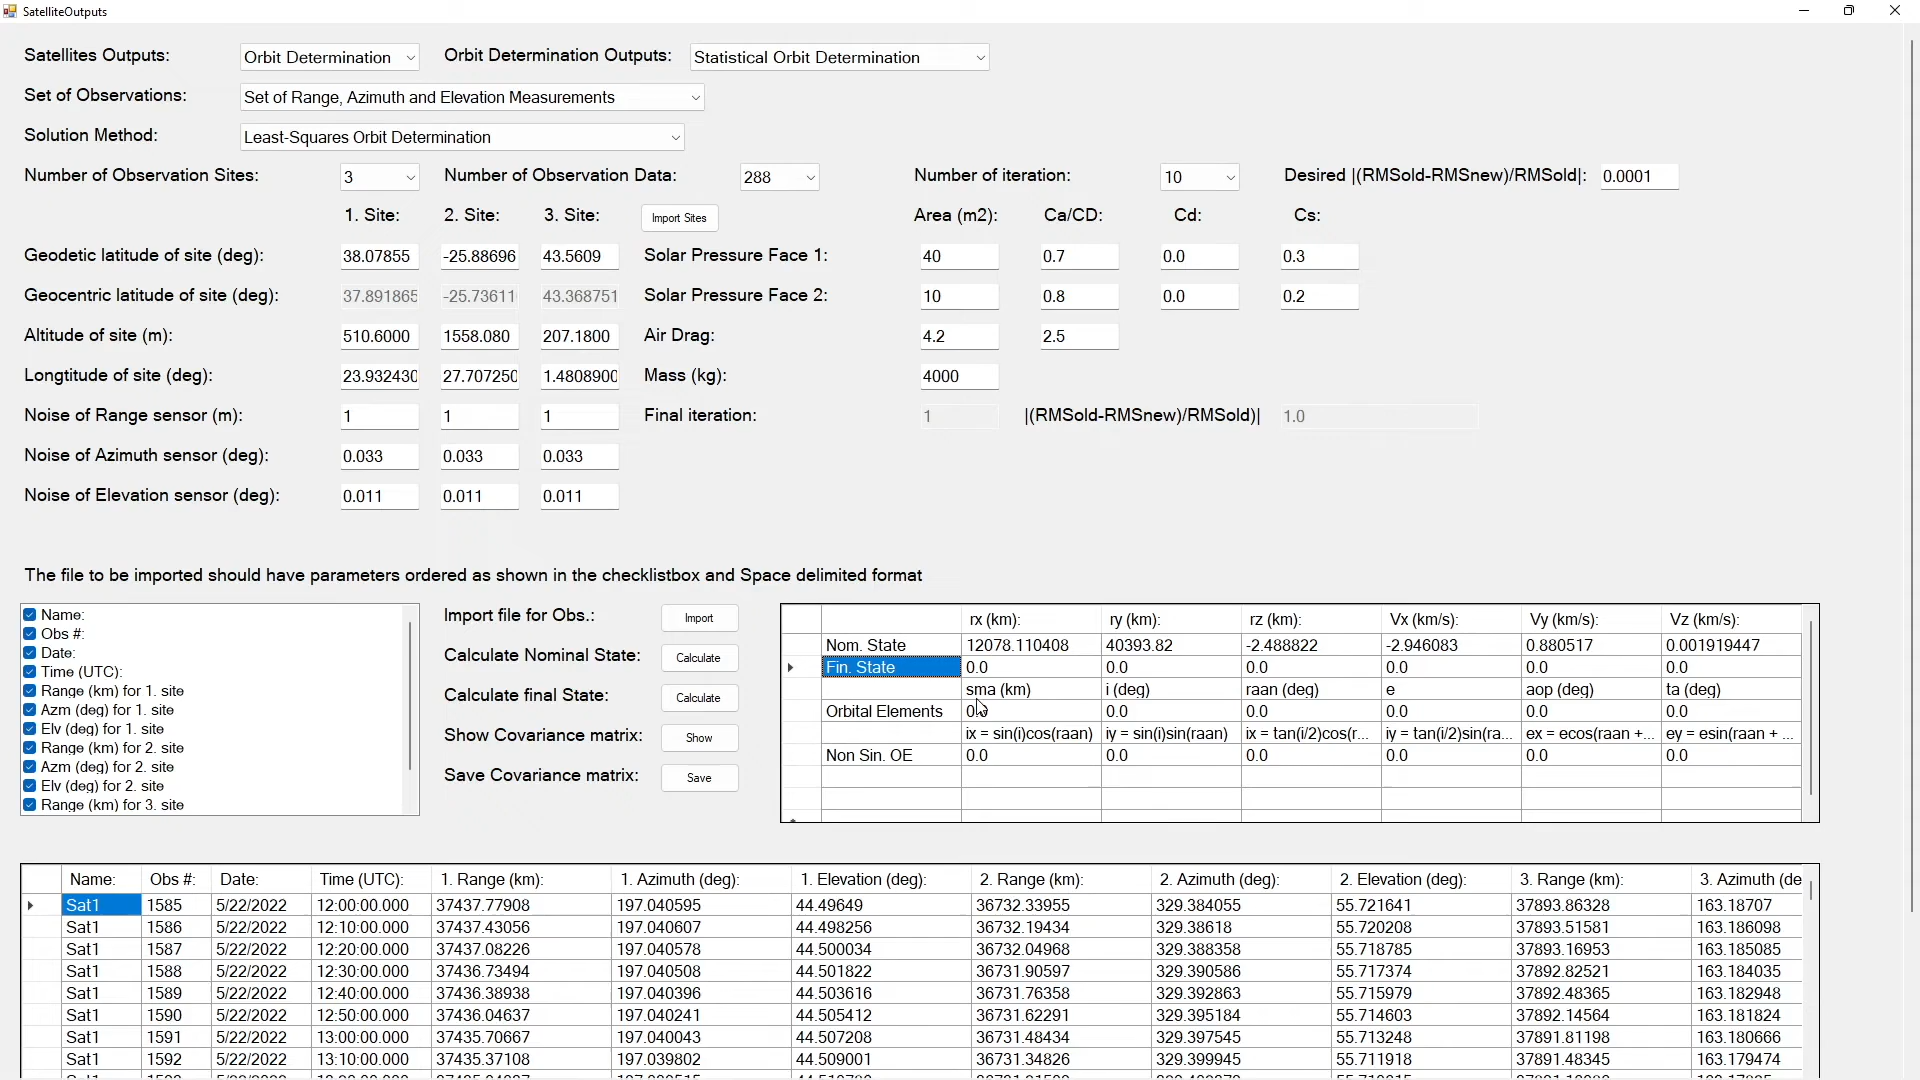 SatelliteOutputs
Satellites Outputs: Orbit Determination Orbit Determination Outputs: Statistical Orbit Determination
Set of Observations: Set of Range, Azimuth and Elevation Measurements
Solution Method: Least-Squares Orbit Determination
Number of Observation Sites: 3 Number of Observation Data: 288 Number of iteration: 10 Desired |(RMSold-RMSnew)/RMSold|: 0.0001
1. Site: 2. Site: 3. Site: Import Sites Area (m2): Ca/CD: Cd: Cs:
Geodetic latitude of site (deg): 38.07855 -25.88696 43.5609 Solar Pressure Face 1: 40 0.7 0.0 0.3
Geocentric latitude of site (deg): 37.891865 -25.73611 43.368751 Solar Pressure Face 2: 10 0.8 0.0 0.2
Altitude of site (m): 510.6000 1558.080 207.1800 Air Drag: 4.2 2.5
Longtitude of site (deg): 23.932430 27.707250 1.4808900 Mass (kg): 4000
Noise of Range sensor (m): 1 1 1 Final iteration: 1 |(RMSold-RMSnew)/RMSold)| 1.0
Noise of Azimuth sensor (deg): 0.033 0.033 0.033
Noise of Elevation sensor (deg): 0.011 0.011 0.011
The file to be imported should have parameters ordered as shown in the checklistbox and Space delimited format
Name:
Obs #:
Date:
Time (UTC):
Range (km) for 1. site
Azm (deg) for 1. site
Elv (deg) for 1. site
Range (km) for 2. site
Azm (deg) for 2. site
Elv (deg) for 2. site
Range (km) for 3. site
Import file for Obs.: Import
Calculate Nominal State: Calculate
Calculate final State: Calculate
Show Covariance matrix: Show
Save Covariance matrix: Save
rx (km): ry (km): rz (km): Vx (km/s): Vy (km/s): Vz (km/s):
Nom. State 12078.110408 40393.82 -2.488822 -2.946083 0.880517 0.001919447
Fin. State 0.0 0.0 0.0 0.0 0.0 0.0
sma (km) i (deg) raan (deg) e aop (deg) ta (deg)
Orbital Elements 0.0 0.0 0.0 0.0 0.0 0.0
ix = sin(i)cos(raan) iy = sin(i)sin(raan) ix = tan(i/2)cos(r... iy = tan(i/2)sin(ra... ex = ecos(raan +... ey = esin(raan + ...
Non Sin. OE 0.0 0.0 0.0 0.0 0.0 0.0
Name: Obs #: Date: Time (UTC): 1. Range (km): 1. Azimuth (deg): 1. Elevation (deg): 2. Range (km): 2. Azimuth (deg): 2. Elevation (deg): 3. Range (km): 3. Azimuth (de
Sat1 1585 5/22/2022 12:00:00.000 37437.77908 197.040595 44.49649 36732.33955 329.384055 55.721641 37893.86328 163.18707
Sat1 1586 5/22/2022 12:10:00.000 37437.43056 197.040607 44.498256 36732.19434 329.38618 55.720208 37893.51581 163.186098
Sat1 1587 5/22/2022 12:20:00.000 37437.08226 197.040578 44.500034 36732.04968 329.388358 55.718785 37893.16953 163.185085
Sat1 1588 5/22/2022 12:30:00.000 37436.73494 197.040508 44.501822 36731.90597 329.390586 55.717374 37892.82521 163.184035
Sat1 1589 5/22/2022 12:40:00.000 37436.38938 197.040396 44.503616 36731.76358 329.392863 55.715979 37892.48365 163.182948
Sat1 1590 5/22/2022 12:50:00.000 37436.04637 197.040241 44.505412 36731.62291 329.395184 55.714603 37892.14564 163.181824
Sat1 1591 5/22/2022 13:00:00.000 37435.70667 197.040043 44.507208 36731.48434 329.397545 55.713248 37891.81198 163.180666
Sat1 1592 5/22/2022 13:10:00.000 37435.37108 197.039802 44.509001 36731.34826 329.399945 55.711918 37891.48345 163.179474